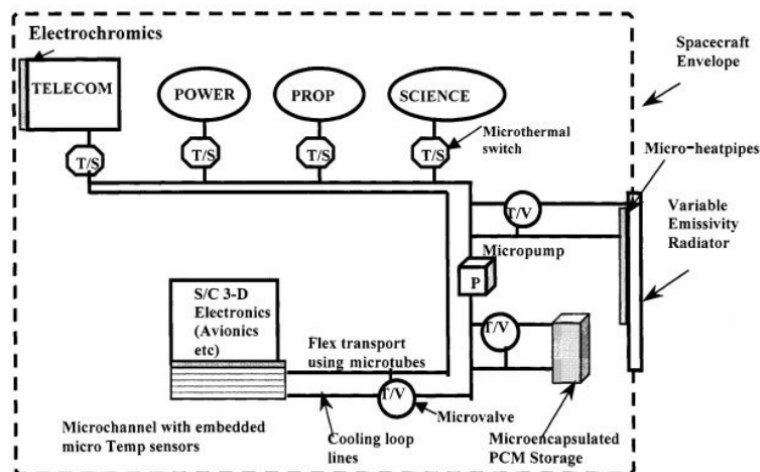 Electrochromics
Spacecraft
Envelope
TELECOM
POWER
PROP
SCIENCE
Microthermal
switch
T/S
T/S
T/S
T/S
Micro-heatpipes
T/V
Variable
Emissivity
Radiator
Micropump
P
S/C 3-D
Electronics
(Avionics
etc)
T/V
Flex transport
using microtubes
T/V
Microvalve
Microchannel with embedded
micro Temp sensors
Cooling loop
lines
Microencapsulated
PCM Storage